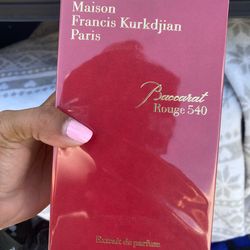 Maison
Francis Kurkdjian
Paris
Baccarat
Rouge 540
Extrait de parfum